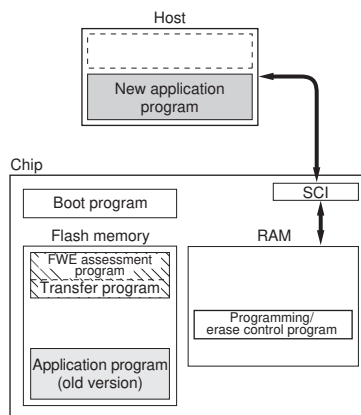 Host
New application
program
Chip
SCI
Boot program
Flash memory
RAM
FWE assessment
program
Transfer program
Programming/
erase control program
Application program
(old version)